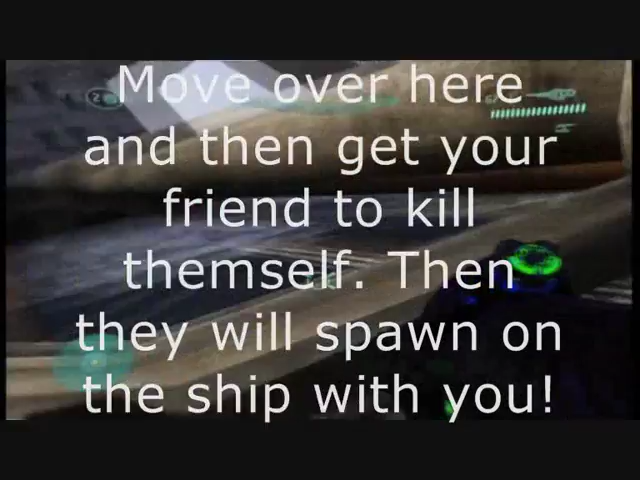 Move over here
and then get your
friend to kill
themself. Then
they will spawn on
the ship with you!